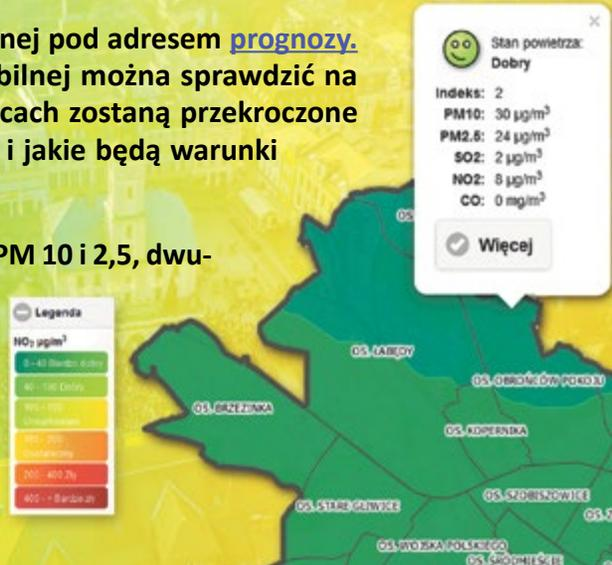 nej pod adresem prognozy.
bilnej można sprawdzić na
cach zostaną przekroczone
i jakie będą warunki
PM 10 i 2,5, dwu-
Stan powietrza:
Dobry
Indeks: 2
PM10: 30 µg/m³
PM2.5: 24 µg/m³
SO2: 2 µg/m³
NO2: 8 µg/m³
CO: 0 mg/m³
Więcej
Legenda
NO₂ µg/m³
0 - 40 Bardzo dobry
40 - 100 Dobry
200 - 400 Zły
OS. ŁABĘDY
OS. OBROŃCÓW POKOJU
OS. BRZEZINKA
OS. KOPERNIKA
OS. STARE GLIWICE
OS. SZOBISZOWICE
OS. WOJSKA POLSKIEGO
OS. ŚRÓDMIEŚCIE